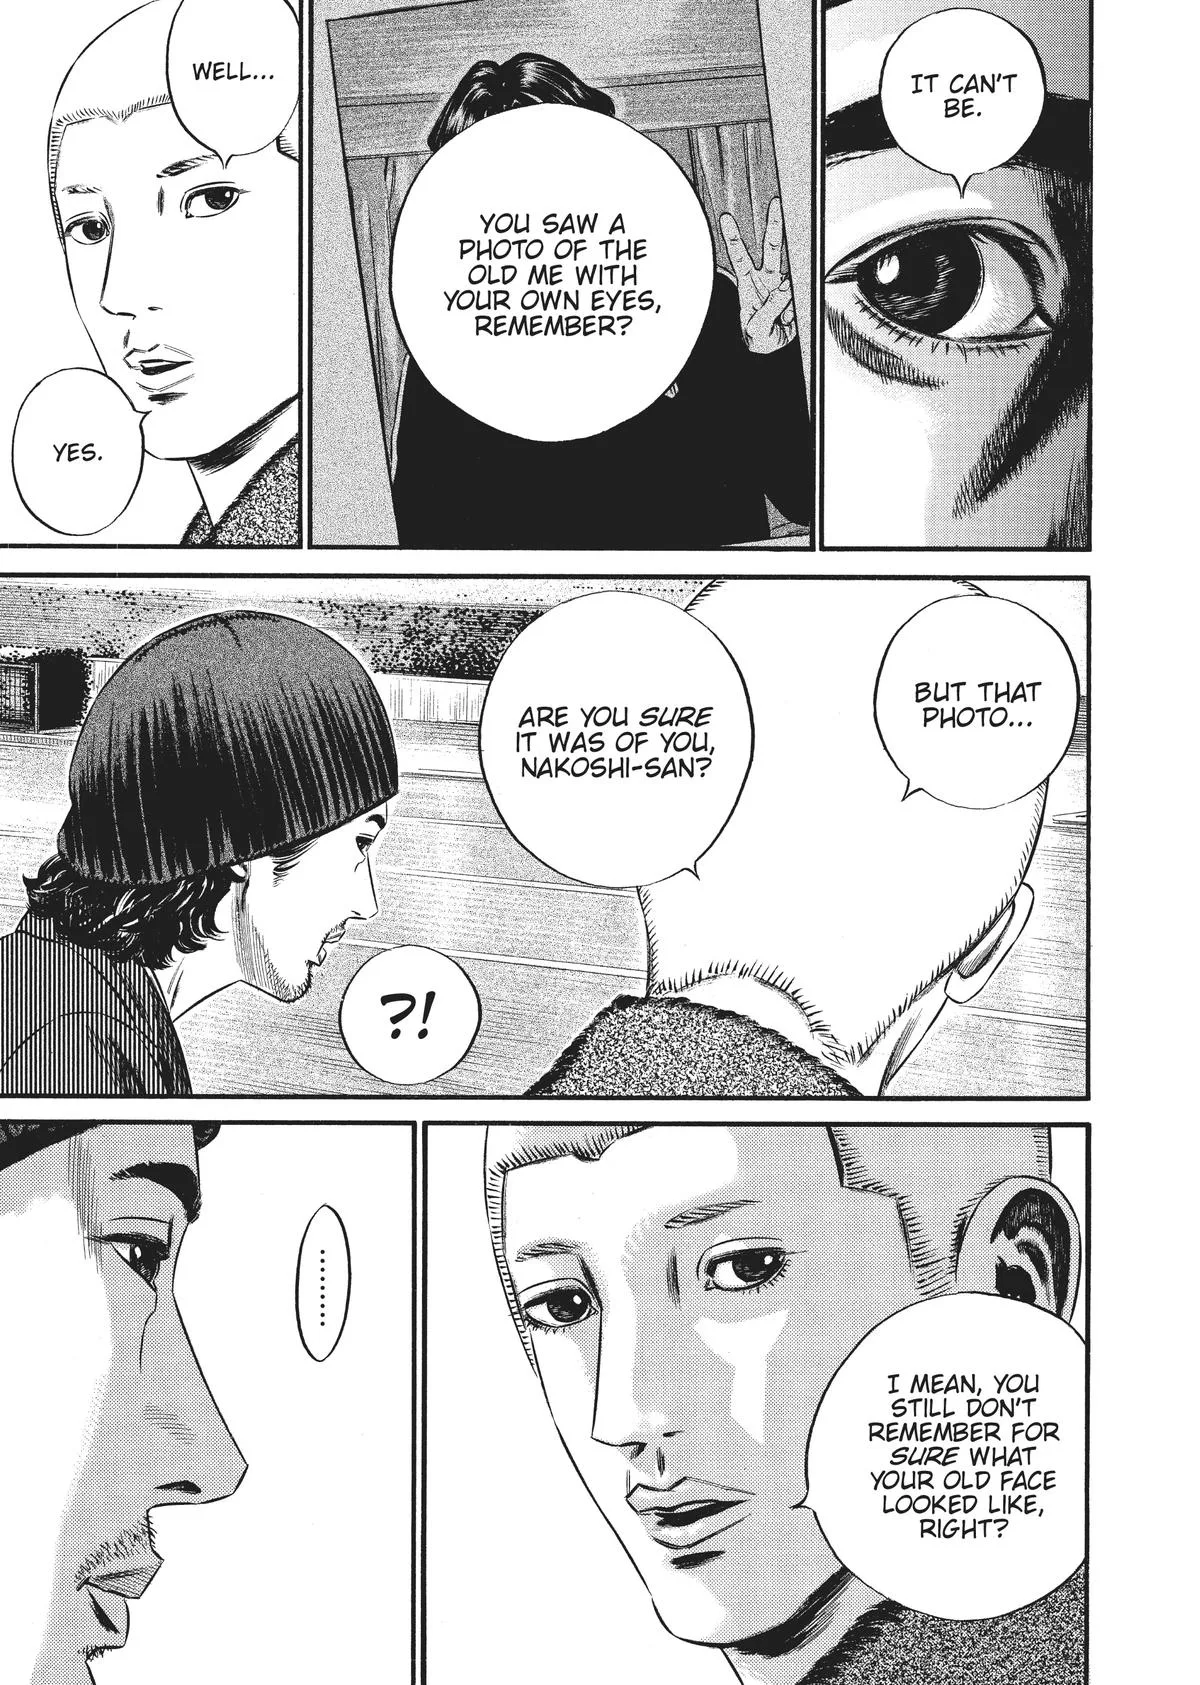 IT CAN'T
BE.
YOU SAW A
PHOTO OF THE
OLD ME WITH
YOUR OWN EYES,
REMEMBER?
WELL...
YES.
BUT THAT
PHOTO...
ARE YOU SURE
IT WAS OF YOU,
NAKOSHI-SAN?
?!
I MEAN, YOU
STILL DON'T
REMEMBER FOR
SURE WHAT
YOUR OLD FACE
LOOKED LIKE,
RIGHT?
.........